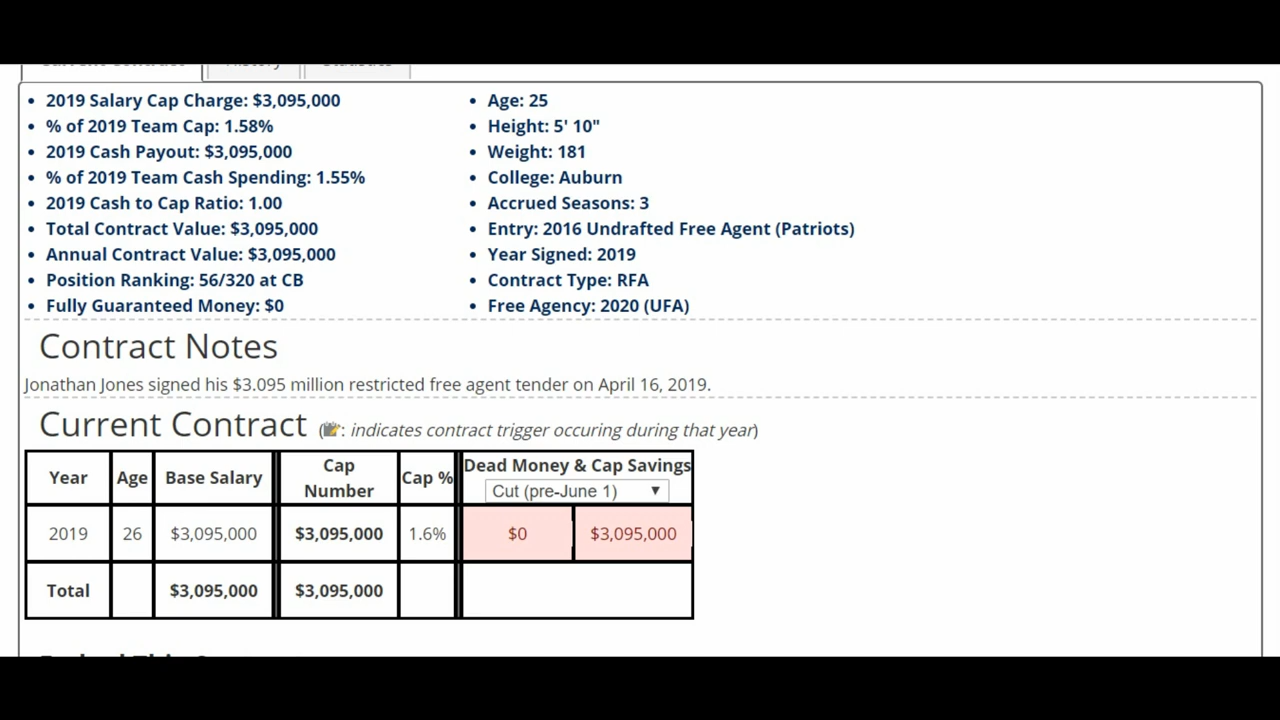 2019 Salary Cap Charge: $3,095,000
% of 2019 Team Cap: 1.58%
2019 Cash Payout: $3,095,000
% of 2019 Team Cash Spending: 1.55%
2019 Cash to Cap Ratio: 1.00
Total Contract Value: $3,095,000
Annual Contract Value: $3,095,000
Position Ranking: 56/320 at CB
Fully Guaranteed Money: $0
Age: 25
Height: 5' 10"
Weight: 181
College: Auburn
Accrued Seasons: 3
Entry: 2016 Undrafted Free Agent (Patriots)
Year Signed: 2019
Contract Type: RFA
Free Agency: 2020 (UFA)
Contract Notes
Jonathan Jones signed his $3.095 million restricted free agent tender on April 16, 2019.
Current Contract (: indicates contract trigger occuring during that year)
Year Age Base Salary Cap Number Cap % Dead Money & Cap Savings
Cut (pre-June 1)
2019 26 $3,095,000 $3,095,000 1.6% $0 $3,095,000
Total $3,095,000 $3,095,000